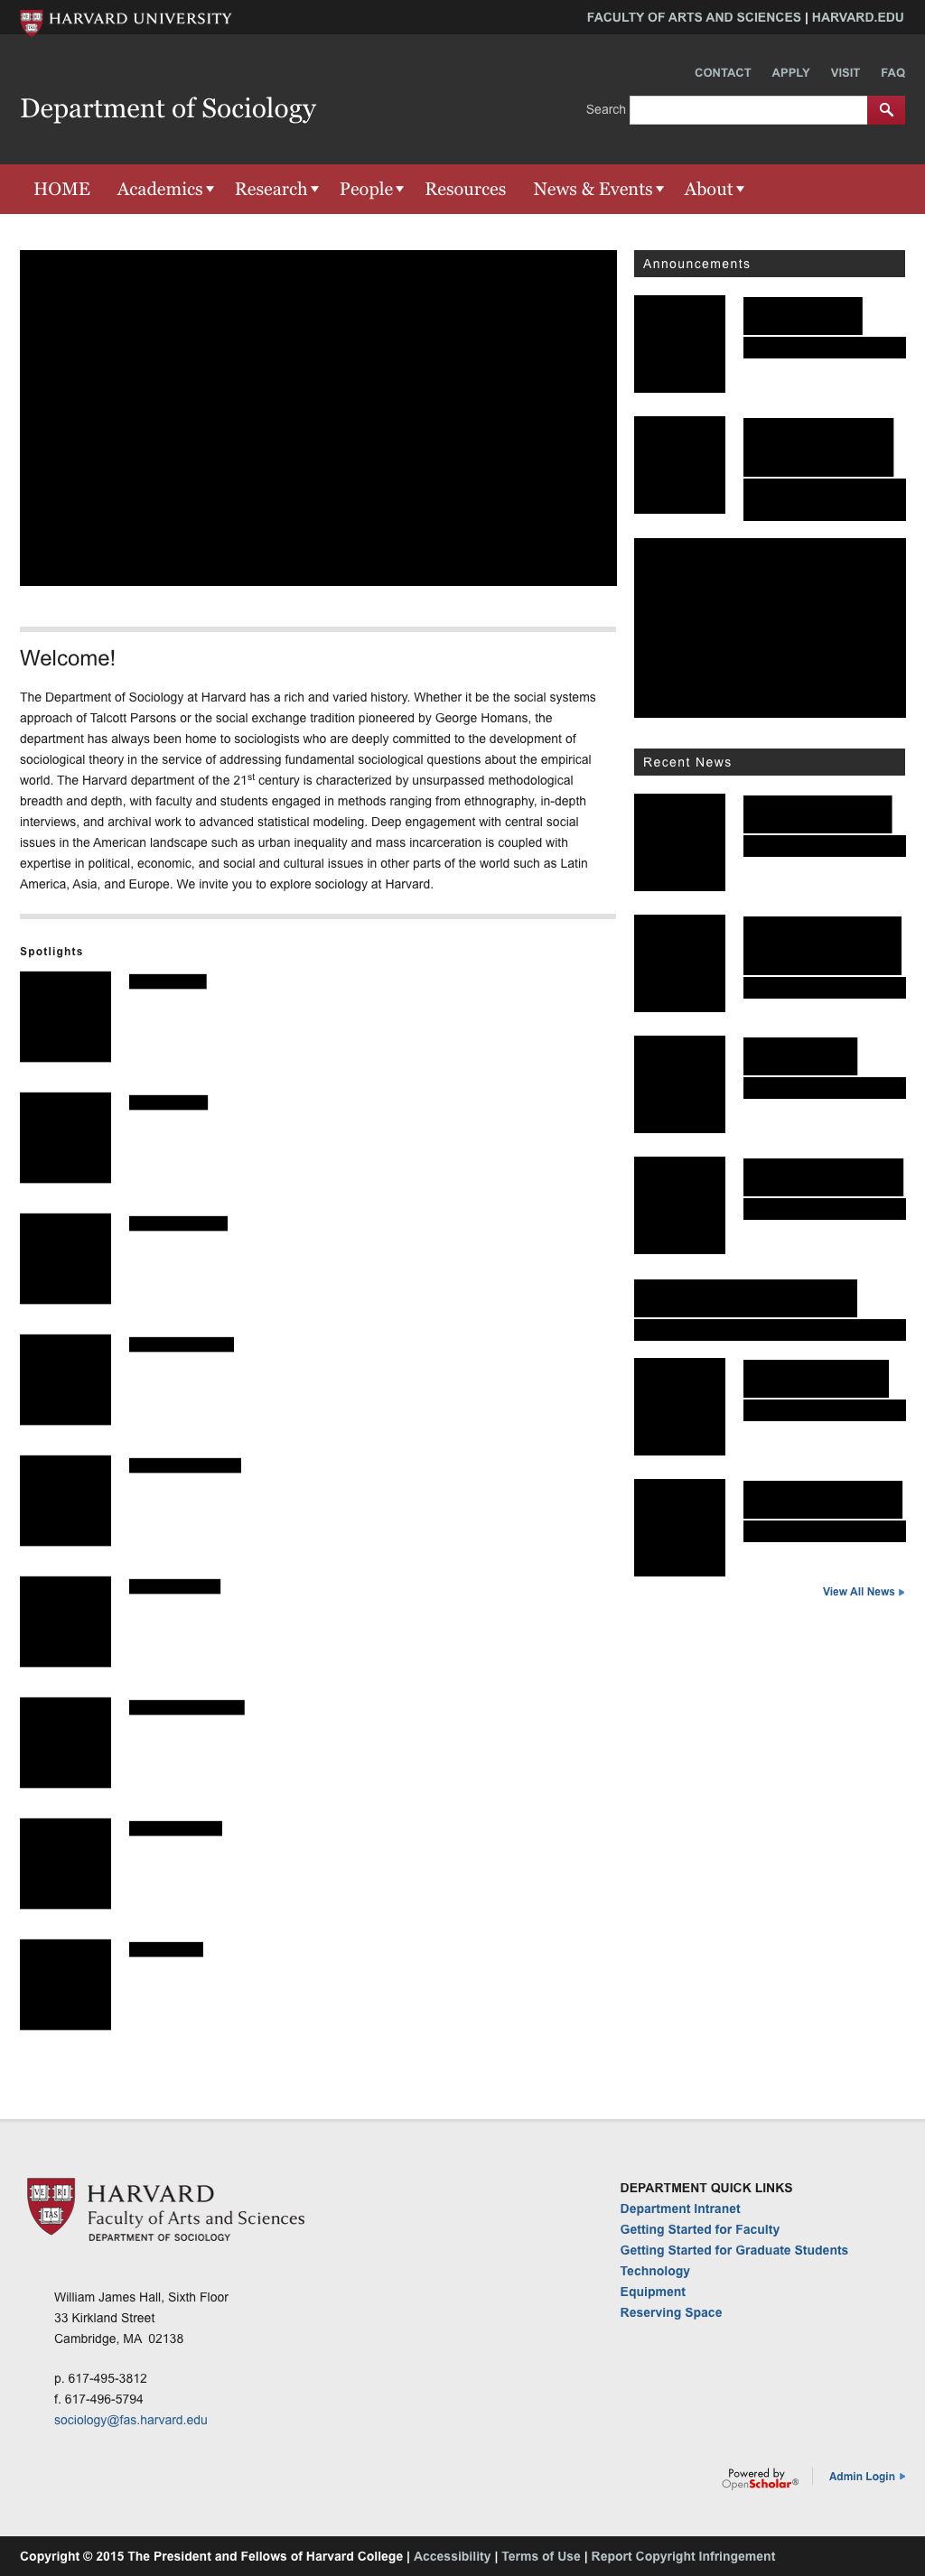 HARVARD UNIVERSITY
FACULTY OF ARTS AND SCIENCES | HARVARD.EDU
CONTACT APPLY VISIT FAQ
Department of Sociology
Search
HOME Academics Research People Resources News & Events About
Announcements
Welcome!
The Department of Sociology at Harvard has a rich and varied history. Whether it be the social systems
approach of Talcott Parsons or the social exchange tradition pioneered by George Homans, the
department has always been home to sociologists who are deeply committed to the development of
sociological theory in the service of addressing fundamental sociological questions about the empirical
world. The Harvard department of the 21st century is characterized by unsurpassed methodological
breadth and depth, with faculty and students engaged in methods ranging from ethnography, in-depth
interviews, and archival work to advanced statistical modeling. Deep engagement with central social
issues in the American landscape such as urban inequality and mass incarceration is coupled with
expertise in political, economic, and social and cultural issues in other parts of the world such as Latin
America, Asia, and Europe. We invite you to explore sociology at Harvard.
Recent News
Spotlights
View All News
VE RI
TAS
HARVARD
Faculty of Arts and Sciences
DEPARTMENT OF SOCIOLOGY
William James Hall, Sixth Floor
33 Kirkland Street
Cambridge, MA 02138
p. 617-495-3812
f. 617-496-5794
sociology@fas.harvard.edu
DEPARTMENT QUICK LINKS
Department Intranet
Getting Started for Faculty
Getting Started for Graduate Students
Technology
Equipment
Reserving Space
Powered by
OpenScholar®
Admin Login
Copyright © 2015 The President and Fellows of Harvard College | Accessibility | Terms of Use | Report Copyright Infringement